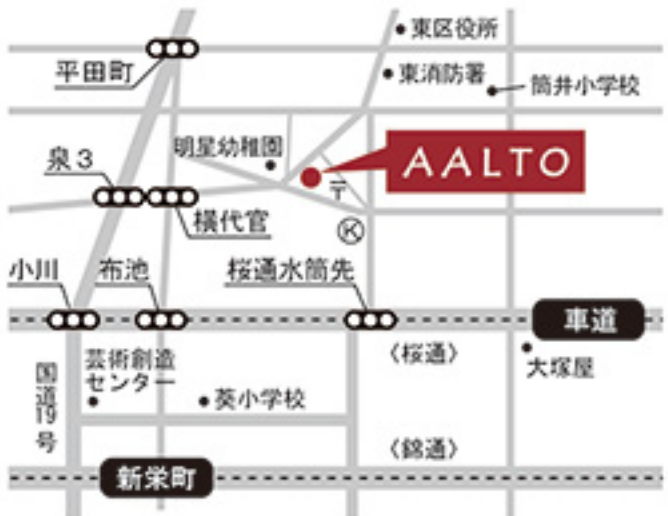 東区役所
平田町
東消防署
筒井小学校
明星幼稚園
AALTO
泉3
〒
横代官
K
小川
布池
桜通水筒先
車道
〈桜通〉
大塚屋
国道19号
芸術創造
センター
葵小学校
〈錦通〉
新栄町